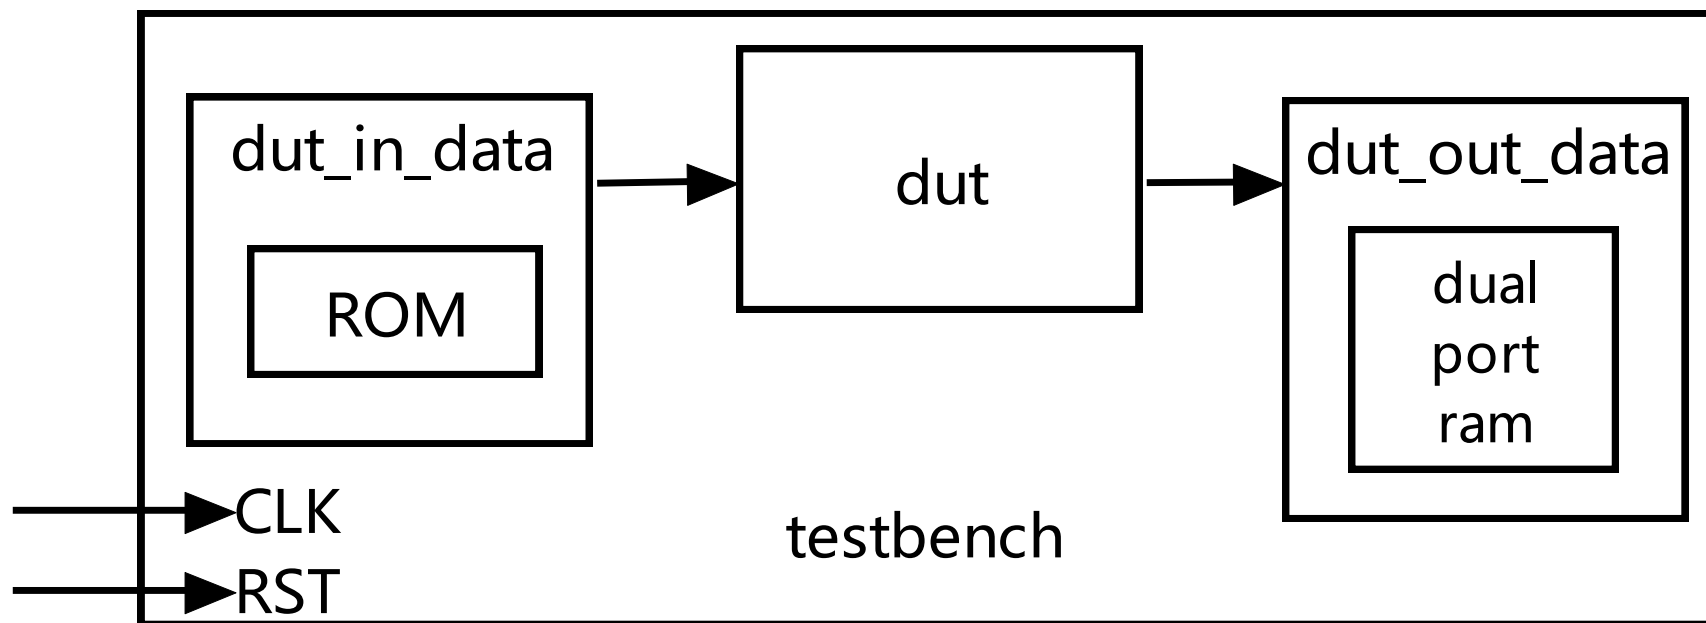 dut_in_data
ROM
dut
dut_out_data
dual
port
ram
CLK
RST
testbench